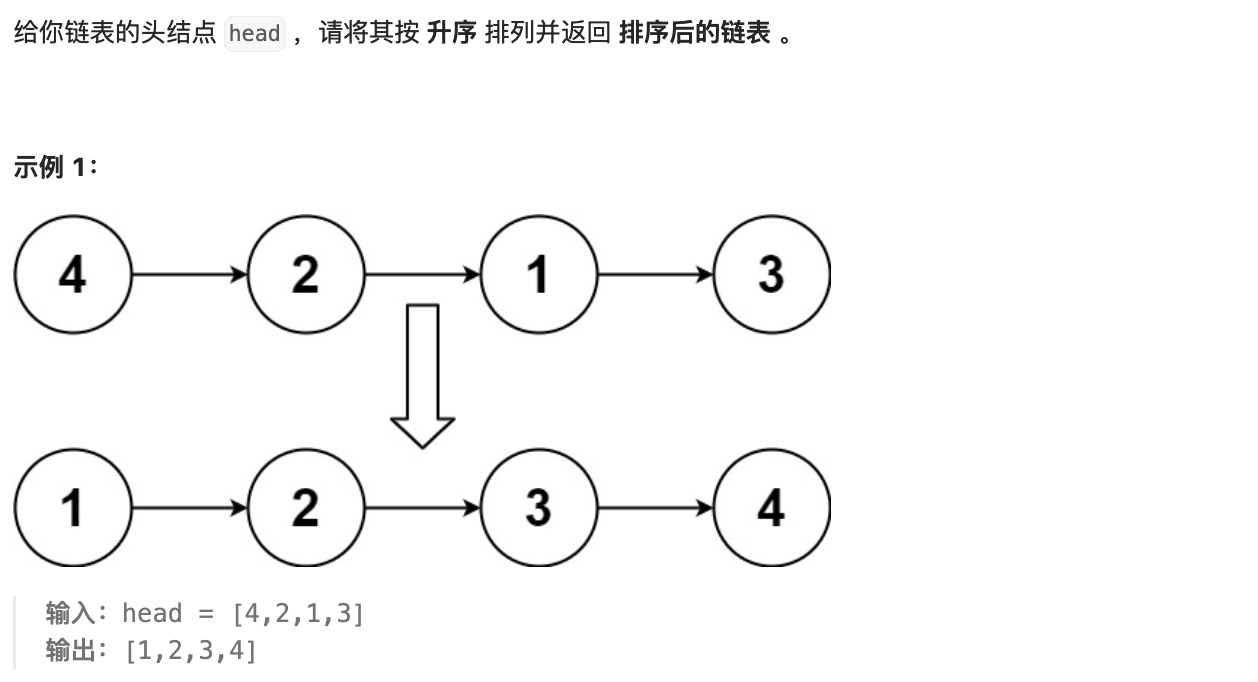 给你链表的头结点 head ，请将其按 升序 排列并返回 排序后的链表 。
示例 1：
4 2 1 3
1 2 3 4
输入：head = [4,2,1,3]
输出：[1,2,3,4]